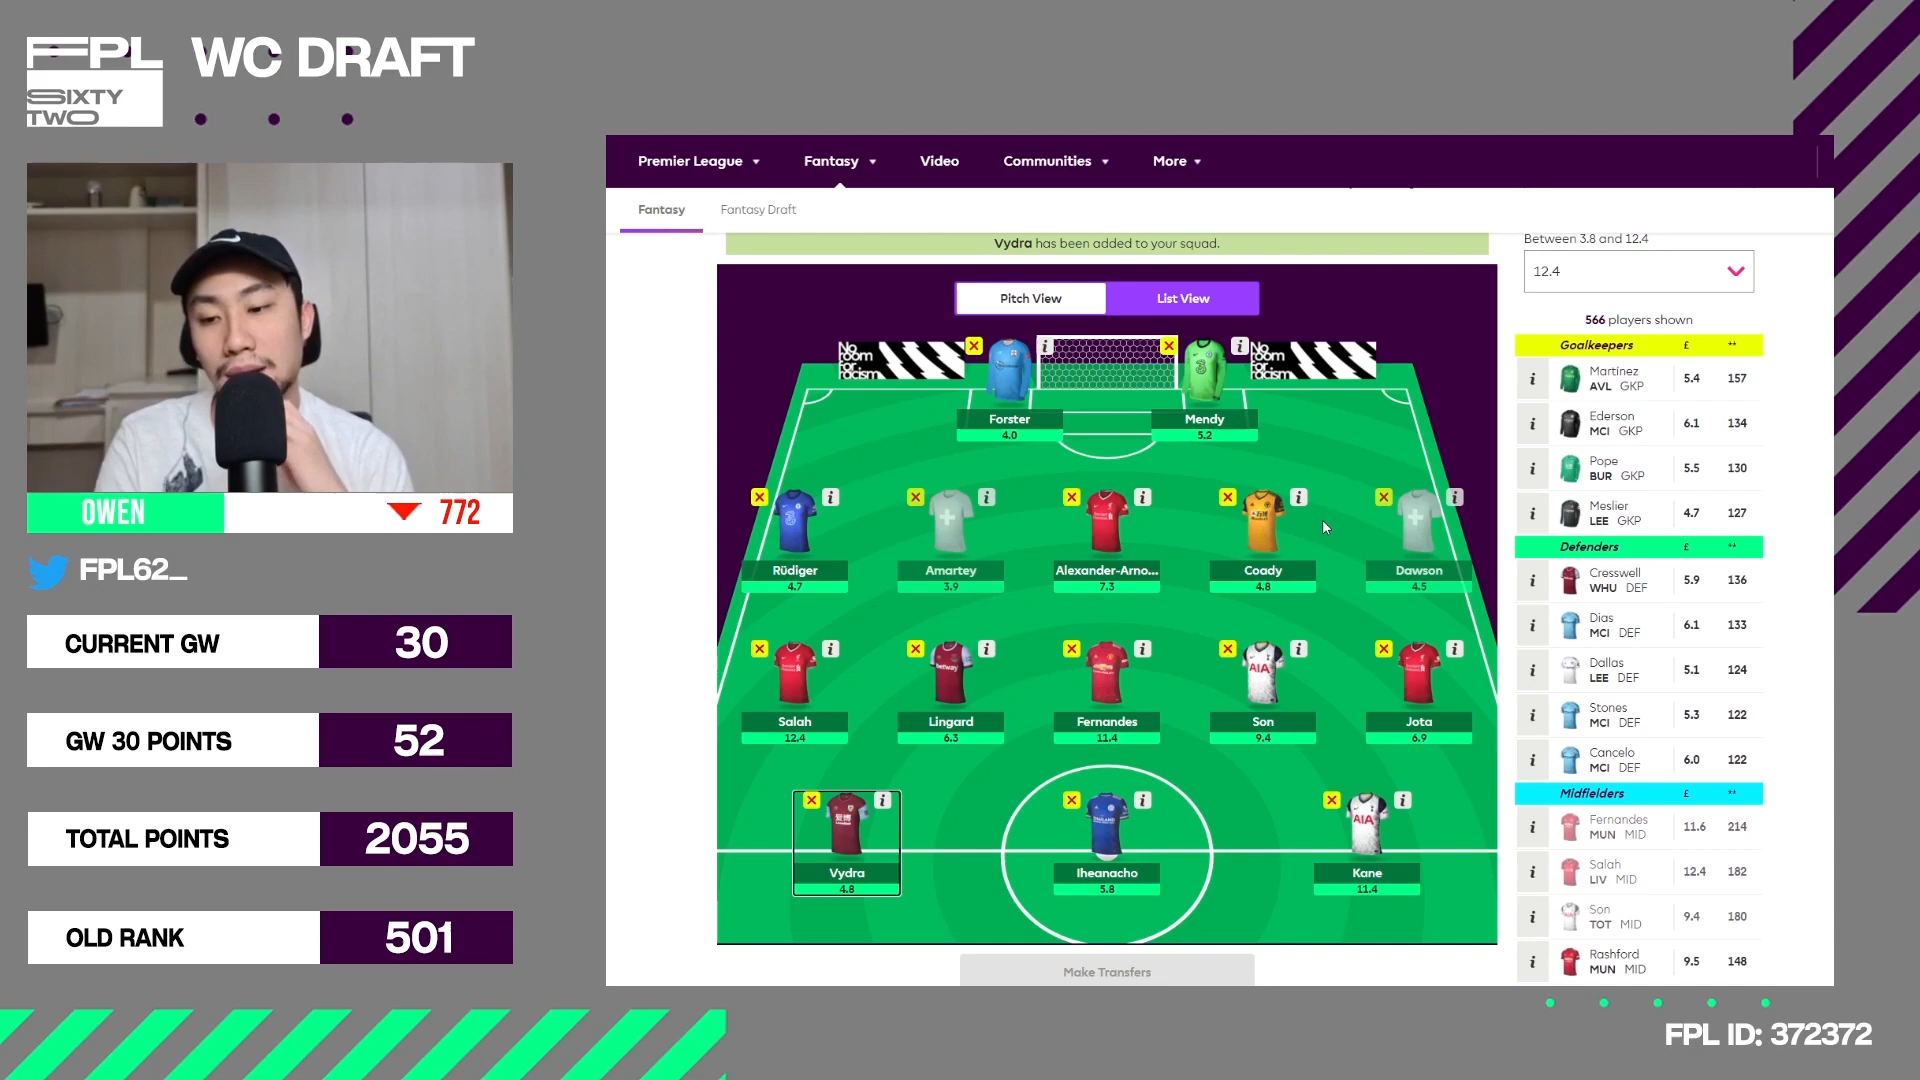 FPL
SIXTY
TWO
WC DRAFT
Premier League
Fantasy
Video
Communities
More
Fantasy
Fantasy Draft
Vydra has been added to your squad.
Pitch View
List View
No
room
for
racism
No
room
for
racism
Forster
4.0
Mendy
5.2
Rüdiger
4.7
Amartey
3.9
Alexander-Arno...
7.3
Coady
4.8
Dawson
4.5
Salah
12.4
Lingard
6.3
Fernandes
11.4
Son
9.4
Jota
6.9
Vydra
4.8
Iheanacho
5.8
Kane
11.4
Make Transfers
Between 3.8 and 12.4
12.4
566 players shown
Goalkeepers £ **
Martínez
AVL GKP 5.4 157
Ederson
MCI GKP 6.1 134
Pope
BUR GKP 5.5 130
Meslier
LEE GKP 4.7 127
Defenders £ **
Cresswell
WHU DEF 5.9 136
Dias
MCI DEF 6.1 133
Dallas
LEE DEF 5.1 124
Stones
MCI DEF 5.3 122
Cancelo
MCI DEF 6.0 122
Midfielders £ **
Fernandes
MUN MID 11.6 214
Salah
LIV MID 12.4 182
Son
TOT MID 9.4 180
Rashford
MUN MID 9.5 148
OWEN
772
FPL62_
CURRENT GW 30
GW 30 POINTS 52
TOTAL POINTS 2055
OLD RANK 501
FPL ID: 372372